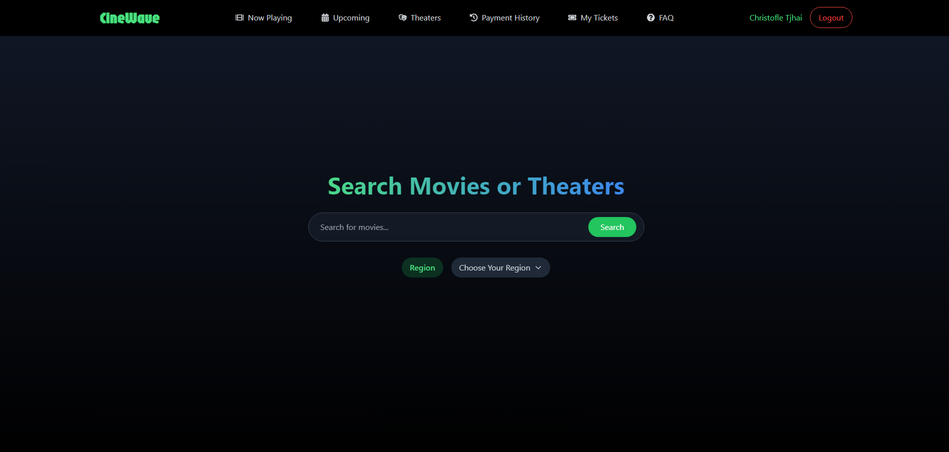 CineWave
Now Playing
Upcoming
Theaters
Payment History
My Tickets
FAQ
Christofle Tjhai
Logout
Search Movies or Theaters
Search for movies...
Search
Region
Choose Your Region